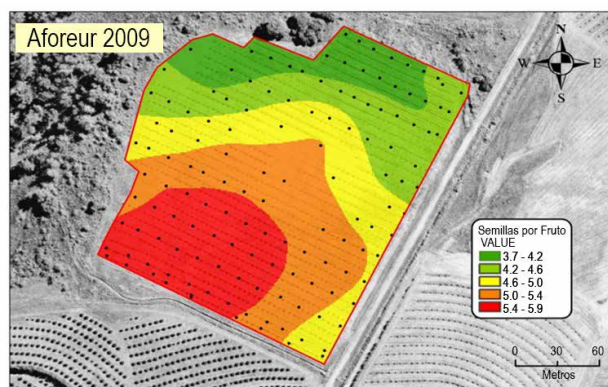 Aforeur 2009
N
W E
S
Semillas por Fruto
VALUE
3.7 - 4.2
4.2 - 4.6
4.6 - 5.0
5.0 - 5.4
5.4 - 5.9
0 30 60
Metros